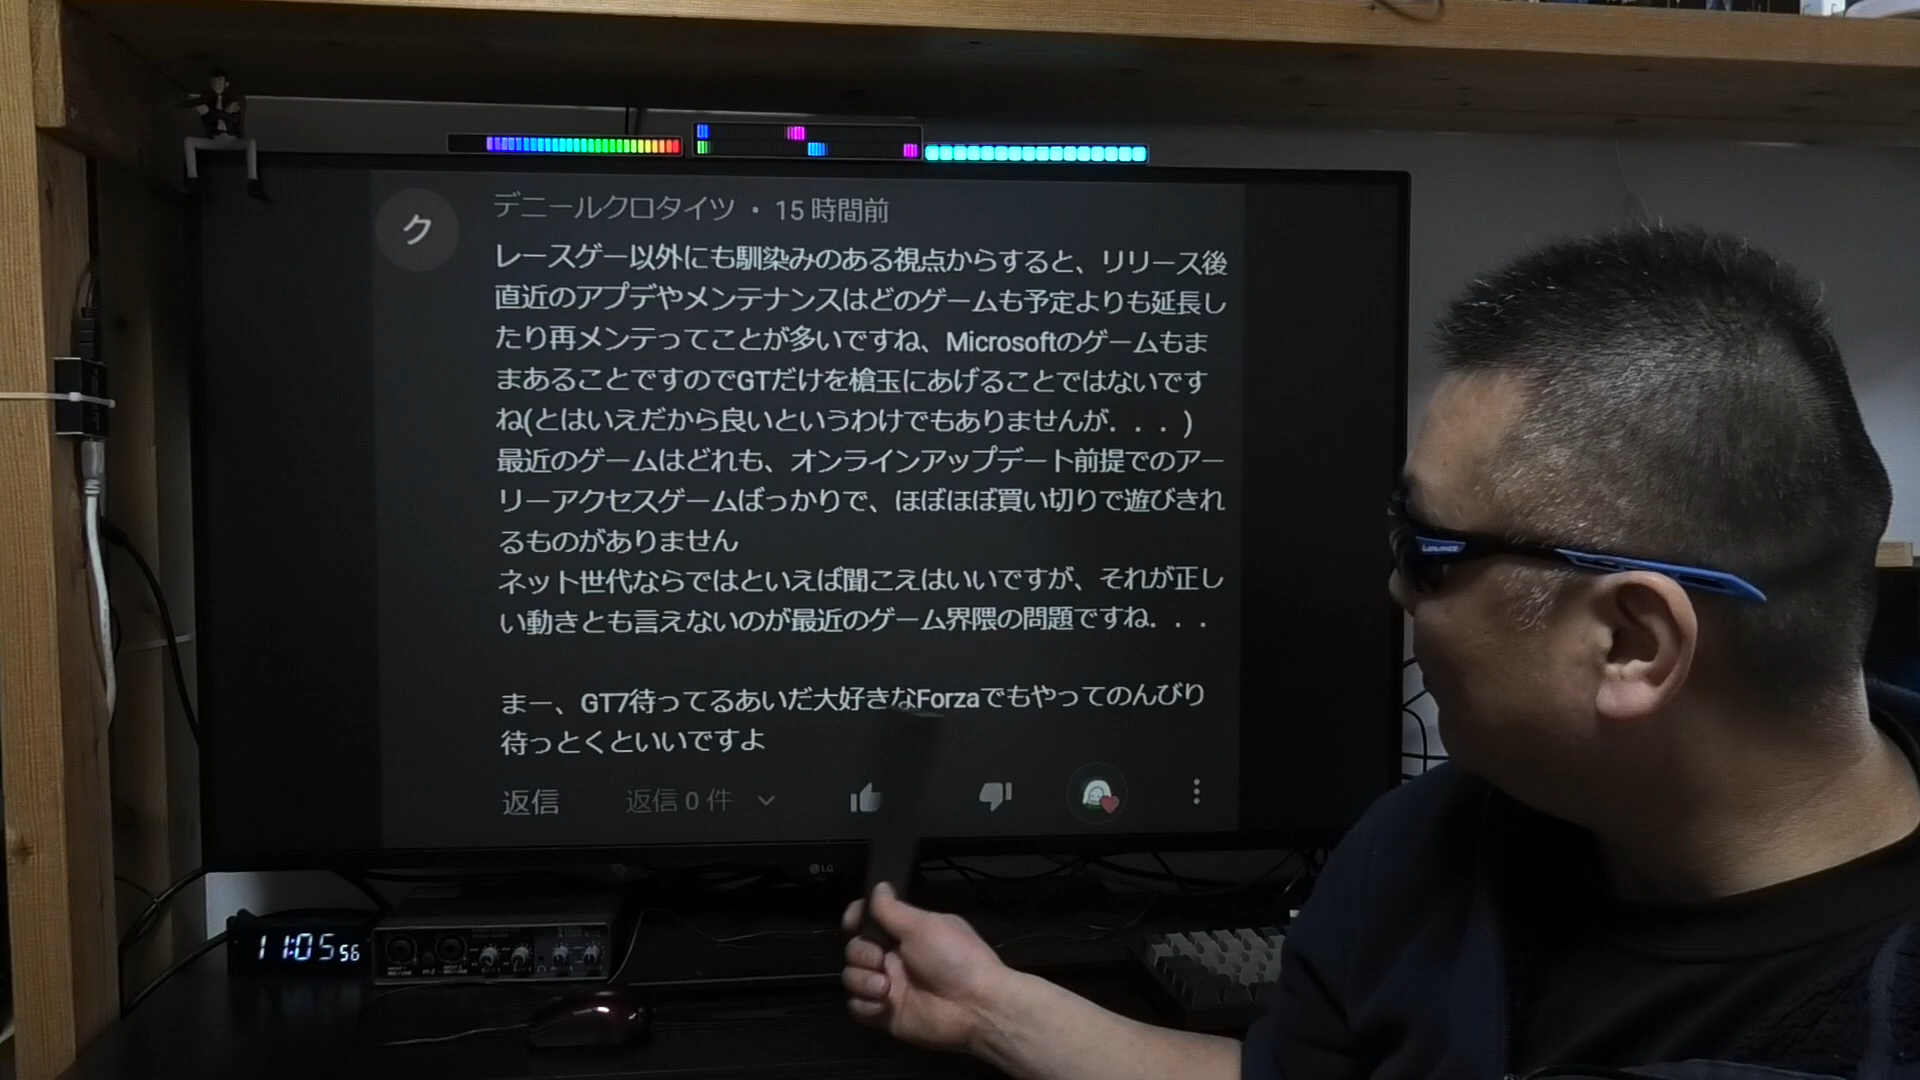 ク
デニールクロタイツ • 15 時間前
レースゲー以外にも馴染みのある視点からすると、リリース後
直近のアプデやメンテナンスはどのゲームも予定よりも延長し
たり再メンテってことが多いですね、Microsoftのゲームもま
まあることですのでGTだけを槍玉にあげることではないです
ね(とはいえだから良いというわけでもありませんが．．．)
最近のゲームはどれも、オンラインアップデート前提でのアー
リーアクセスゲームばっかりで、ほぼほぼ買い切りで遊びきれ
るものがありません
ネット世代ならではといえば聞こえはいいですが、それが正し
い動きとも言えないのが最近のゲーム界隈の問題ですね．．．
まー、GT7待ってるあいだ大好きなForzaでもやってのんびり
待っとくといいですよ
返信 返信 0 件
LG
11:05 56